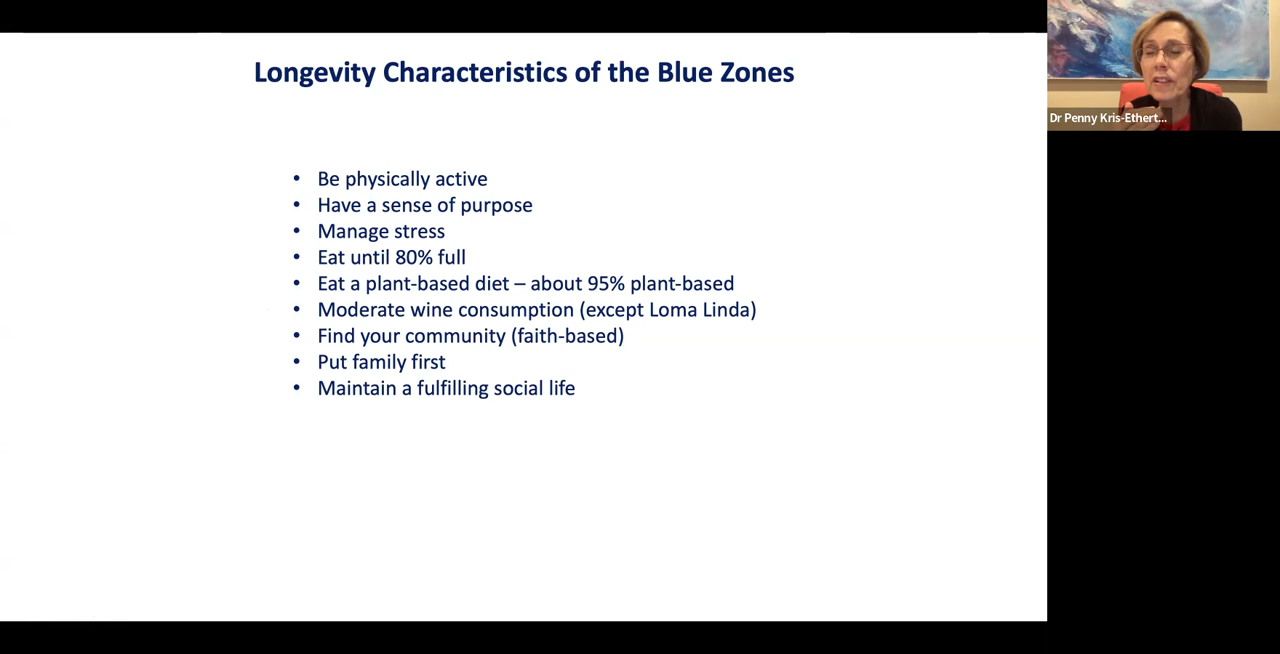 Longevity Characteristics of the Blue Zones
Dr Penny Kris-Ethert...
• Be physically active
• Have a sense of purpose
• Manage stress
• Eat until 80% full
• Eat a plant-based diet – about 95% plant-based
• Moderate wine consumption (except Loma Linda)
• Find your community (faith-based)
• Put family first
• Maintain a fulfilling social life